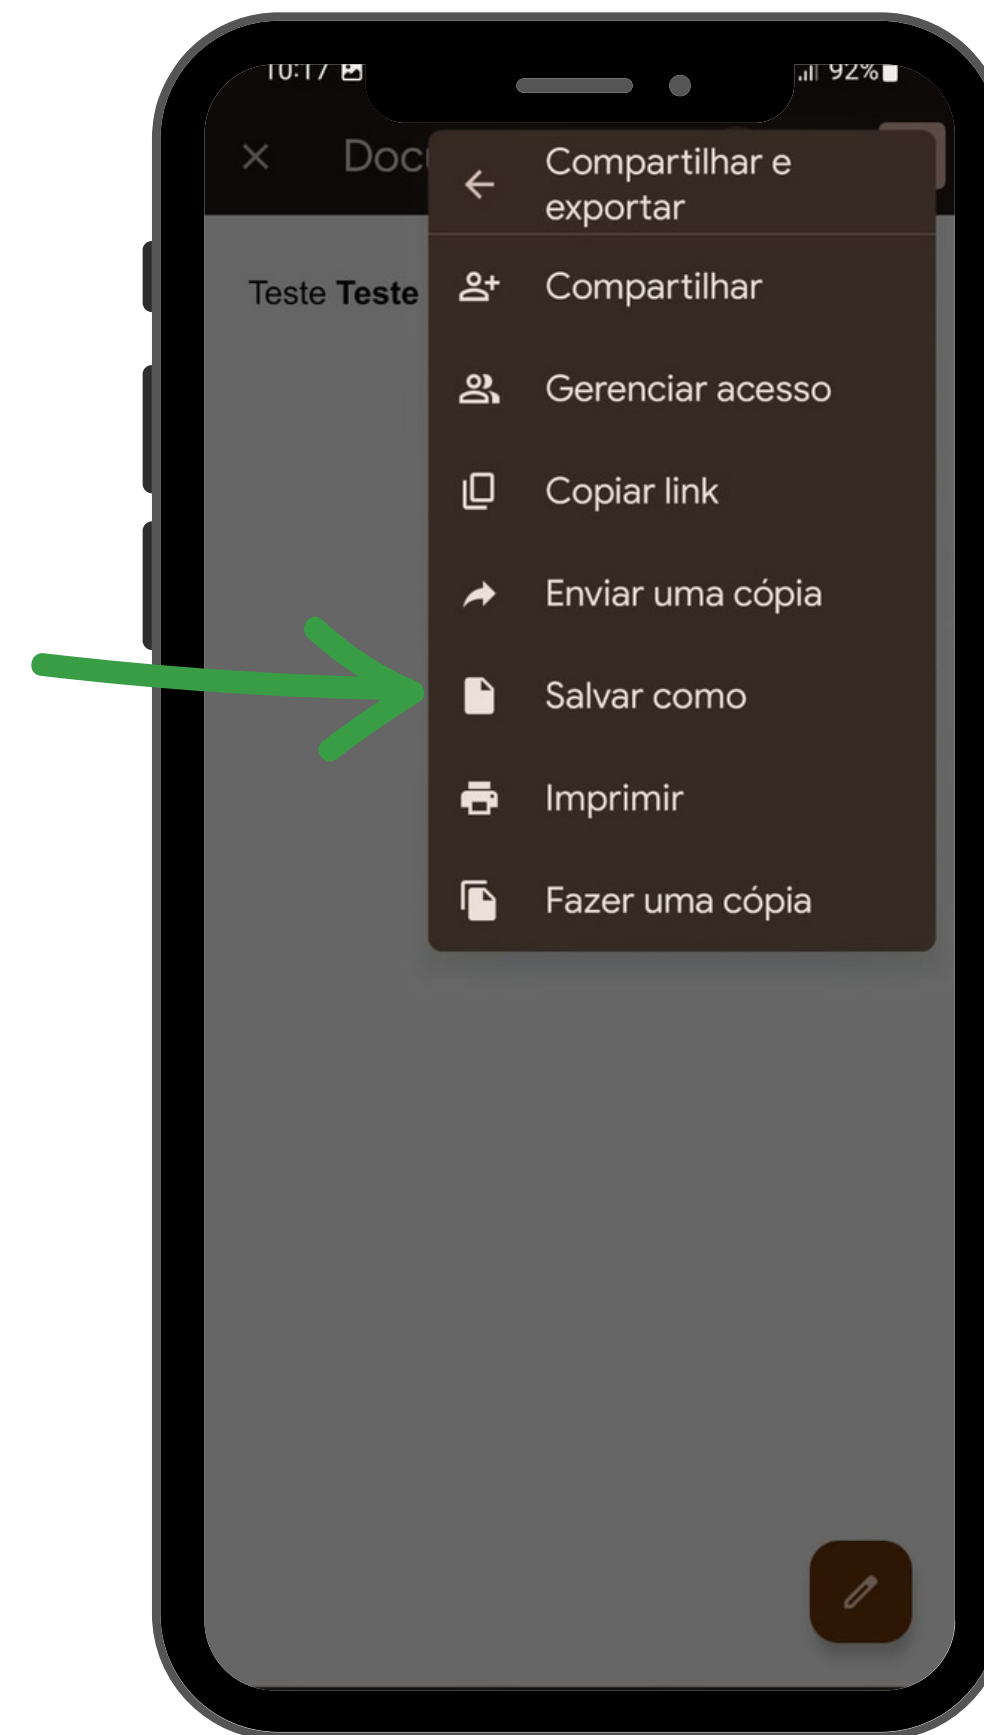 10:17
92%
Docu
Compartilhar e
exportar
Teste Teste
Compartilhar
Gerenciar acesso
Copiar link
Enviar uma cópia
Salvar como
Imprimir
Fazer uma cópia